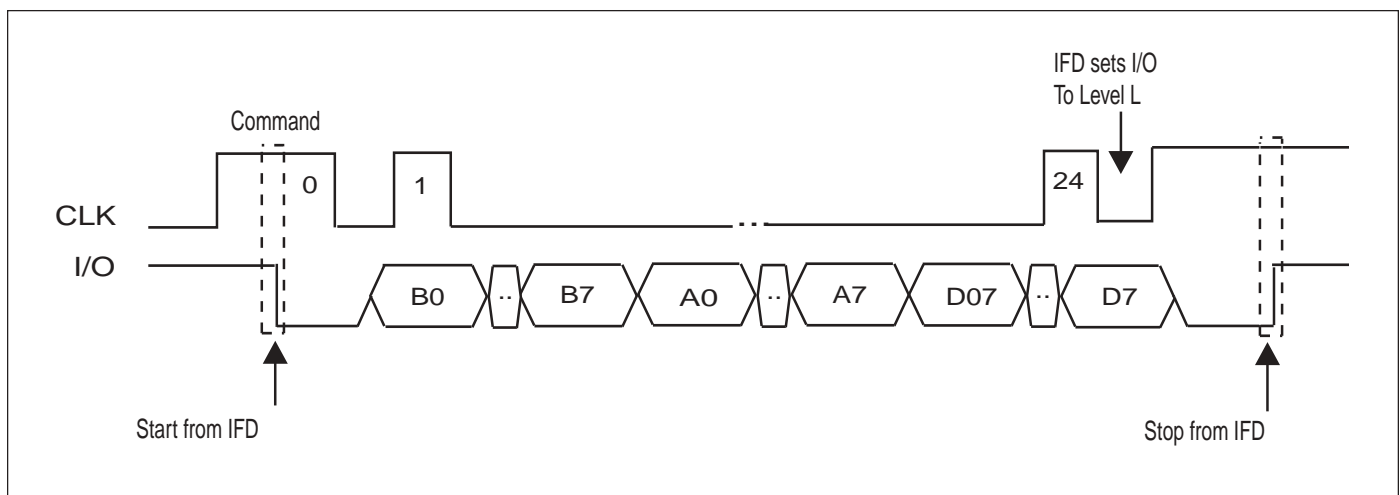 IFD sets I/O
To Level L
Command
0
1
24
CLK
...
I/O
B0
..
B7
A0
..
A7
D07
..
D7
Start from IFD
Stop from IFD